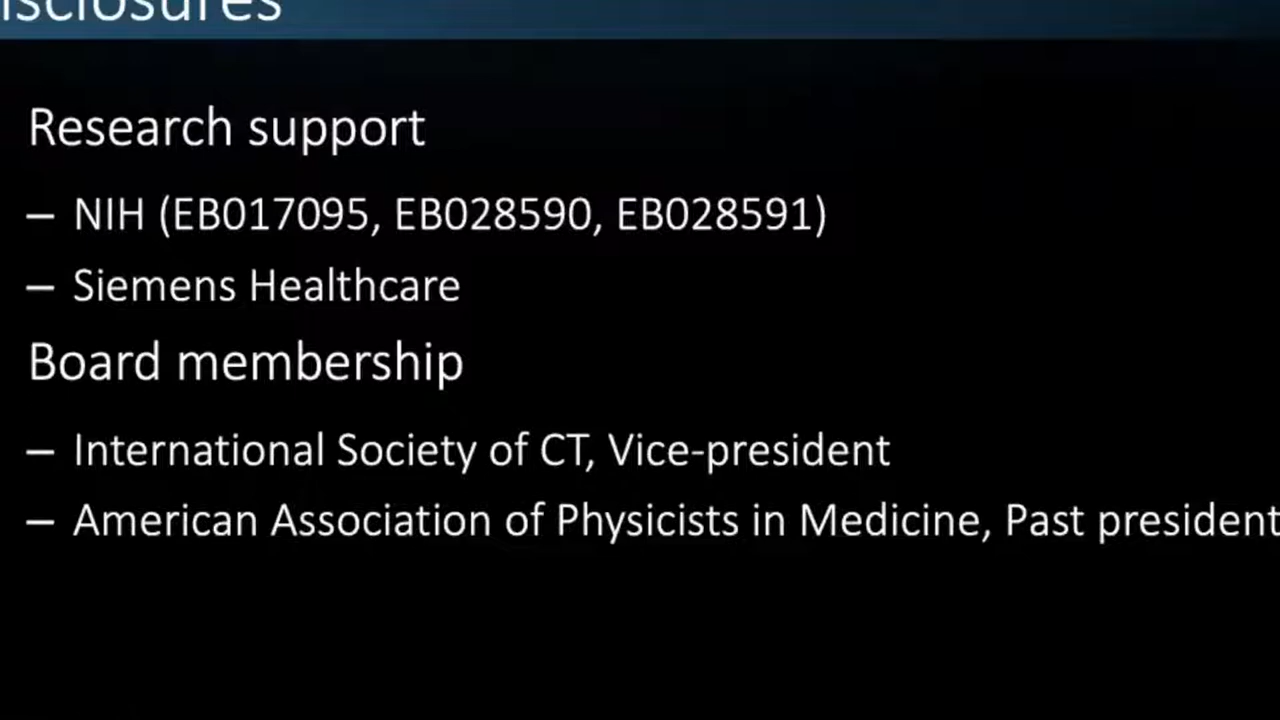 isclosures
Research support
– NIH (EB017095, EB028590, EB028591)
– Siemens Healthcare
Board membership
– International Society of CT, Vice-president
– American Association of Physicists in Medicine, Past president